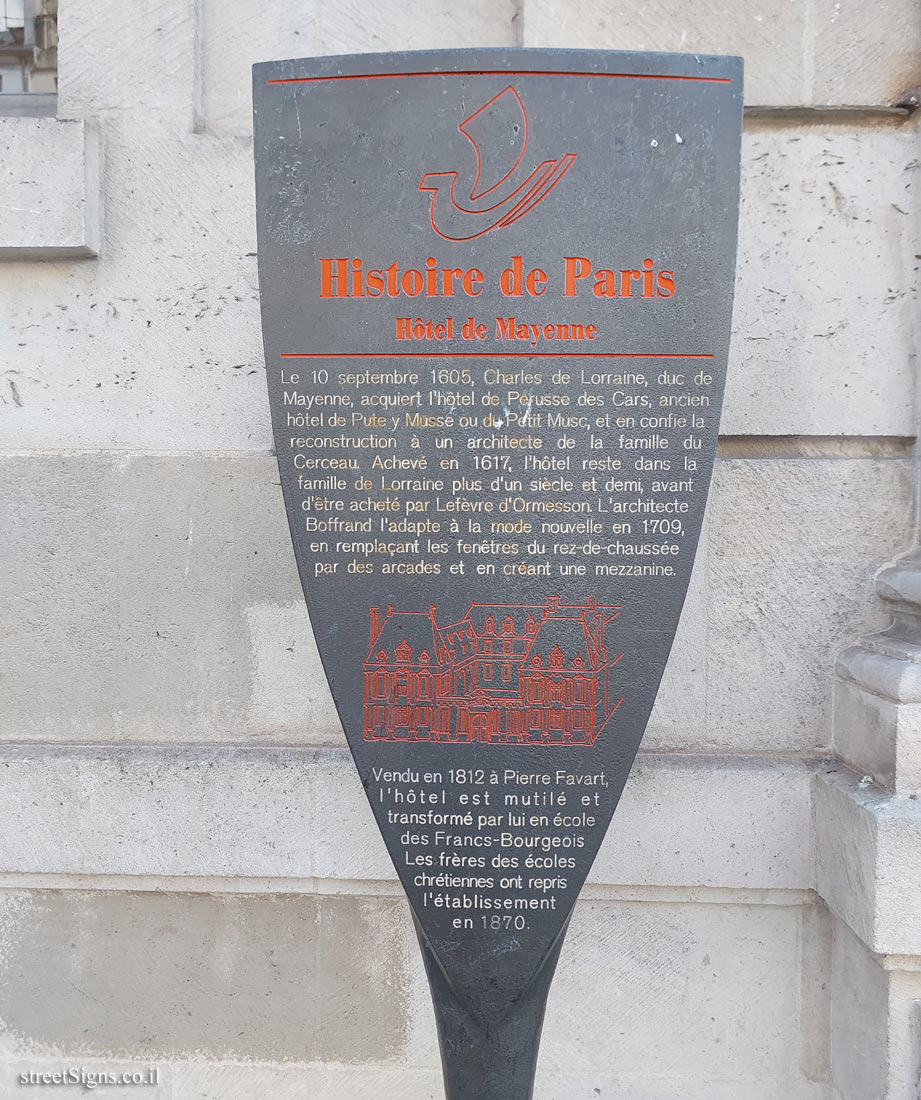 Histoire de Paris
Hôtel de Mayenne
Le 10 septembre 1605, Charles de Lorraine, duc de
Mayenne, acquiert l'hôtel de Pérusse des Cars, ancien
hôtel de Pute y Musse ou du Petit Musc, et en confie la
reconstruction à un architecte de la famille du
Cerceau. Achevé en 1617, l'hôtel reste dans la
famille de Lorraine plus d'un siècle et demi, avant
d'être acheté par Lefèvre d'Ormesson. L'architecte
Boffrand l'adapte à la mode nouvelle en 1709,
en remplaçant les fenêtres du rez-de-chaussée
par des arcades et en créant une mezzanine.
Vendu en 1812 à Pierre Favart,
l'hôtel est mutilé et
transformé par lui en école
des Francs-Bourgeois
Les frères des écoles
chrétiennes ont repris
l'établissement
en 1870.
streetSigns.co.il